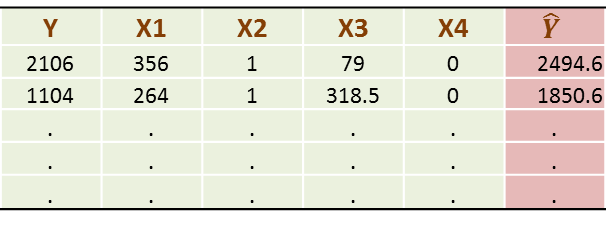 Y X1 X2 X3 X4 Ŷ
2106 356 1 79 0 2494.6
1104 264 1 318.5 0 1850.6
. . . . . .
. . . . . .
. . . . . .